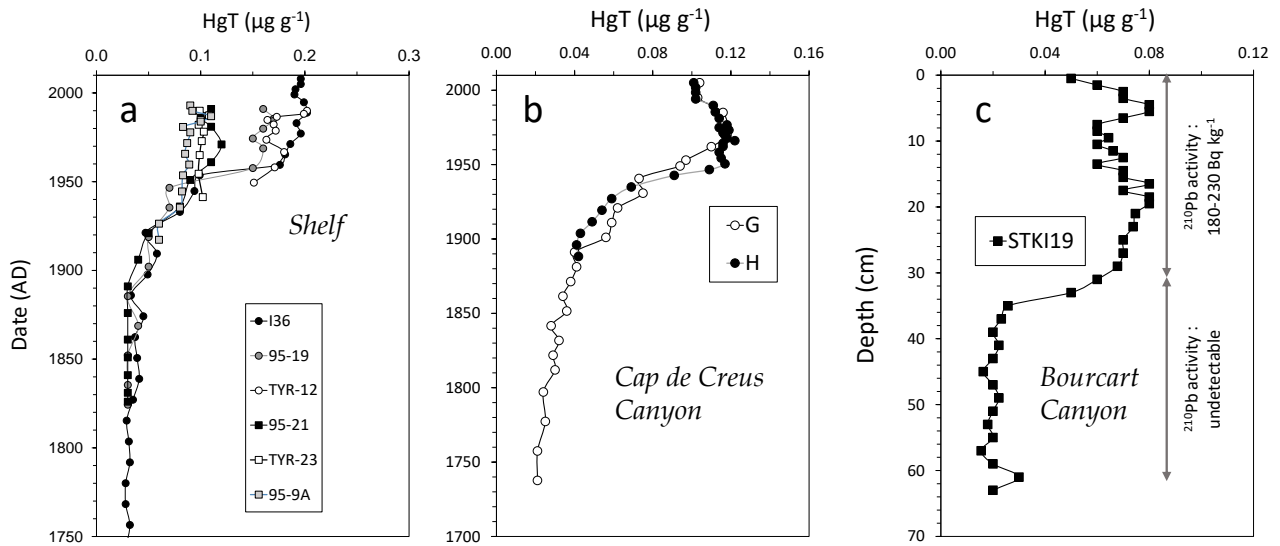 HgT (µg g-1)
0.0 0.1 0.2 0.3
a
2000
1950
1900
1850
1800
1750
Date (AD)
Shelf
I36
95-19
TYR-12
95-21
TYR-23
95-9A
HgT (µg g-1)
0.00 0.04 0.08 0.12 0.16
b
2000
1950
1900
1850
1800
1750
1700
G
H
Cap de Creus
Canyon
HgT (µg g-1)
0.00 0.04 0.08 0.12
c
0
10
20
30
40
50
60
70
Depth (cm)
STKI19
210Pb activity :
180-230 Bq kg-1
210Pb activity :
undetectable
Bourcart
Canyon